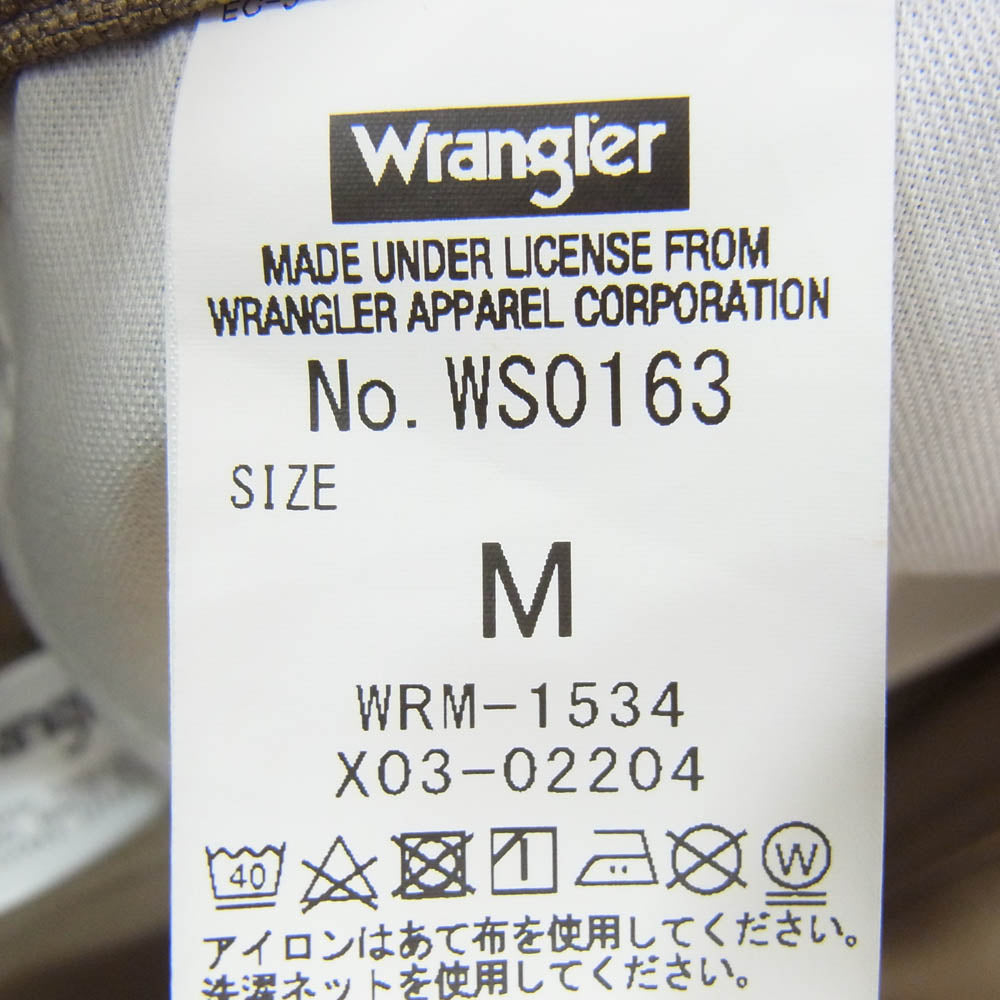 Wrangler
MADE UNDER LICENSE FROM
WRANGLER APPAREL CORPORATION
No. WS0163
SIZE
M
WRM-1534
X03-02204
40 W
アイロンはあて布を使用してください。
洗濯ネットを使用してください。